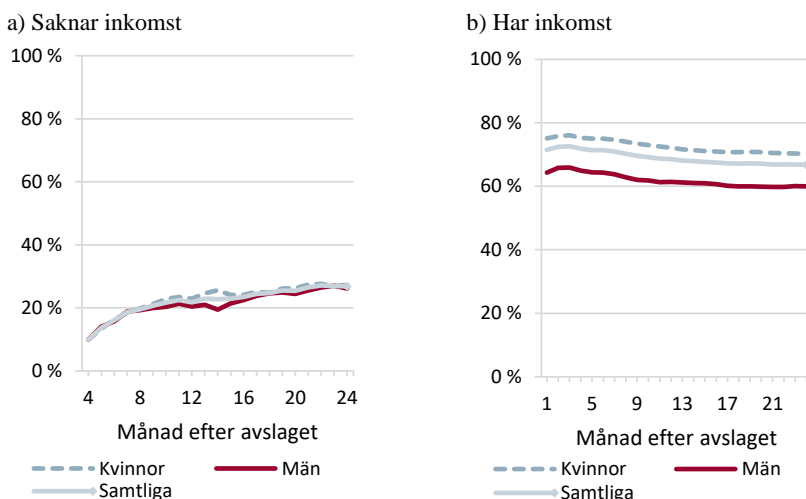 a) Saknar inkomst
100 %
80 %
60 %
40 %
20 %
0 %
4 8 12 16 20 24
Månad efter avslaget
Kvinnor Män
Samtliga
b) Har inkomst
100 %
80 %
60 %
40 %
20 %
0 %
1 5 9 13 17 21
Månad efter avslaget
Kvinnor Män
Samtliga